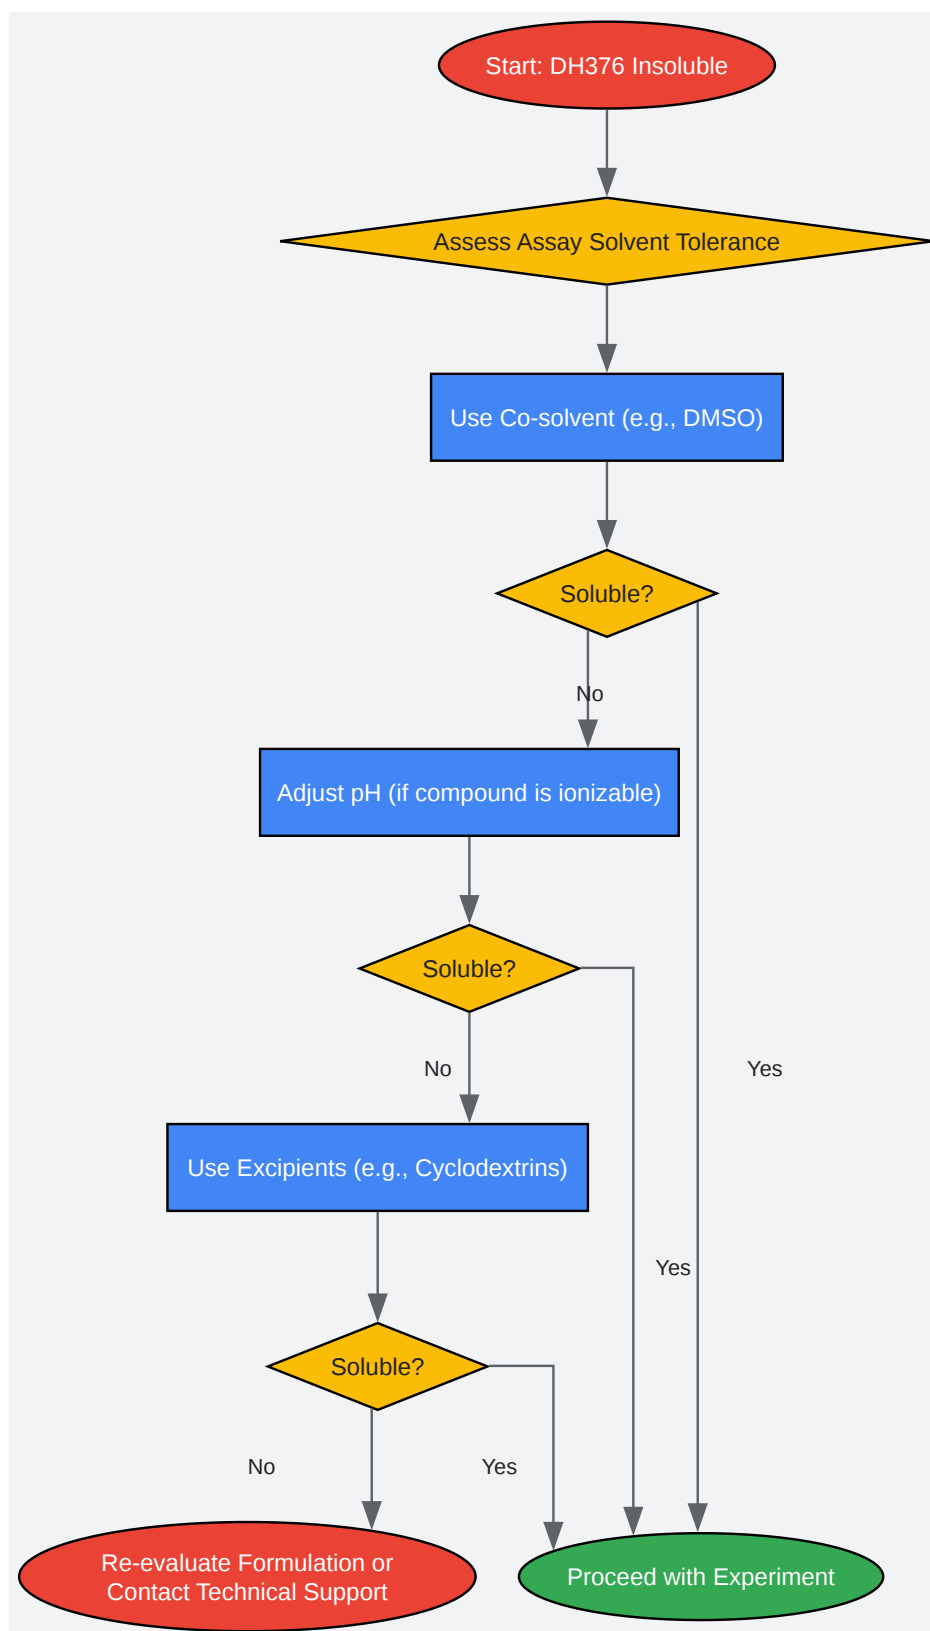 Start: DH376 Insoluble
Assess Assay Solvent Tolerance
Use Co-solvent (e.g., DMSO)
Soluble?
No
Adjust pH (if compound is ionizable)
Soluble?
No
Yes
Use Excipients (e.g., Cyclodextrins)
Yes
Soluble?
No
Yes
Re-evaluate Formulation or
Contact Technical Support
Proceed with Experiment